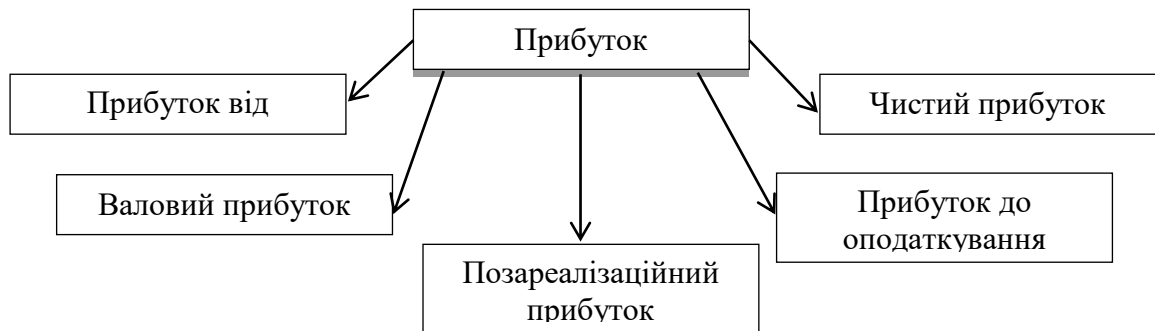 Прибуток
Прибуток від
Чистий прибуток
Валовий прибуток
Прибуток до
оподаткування
Позареалізаційний
прибуток